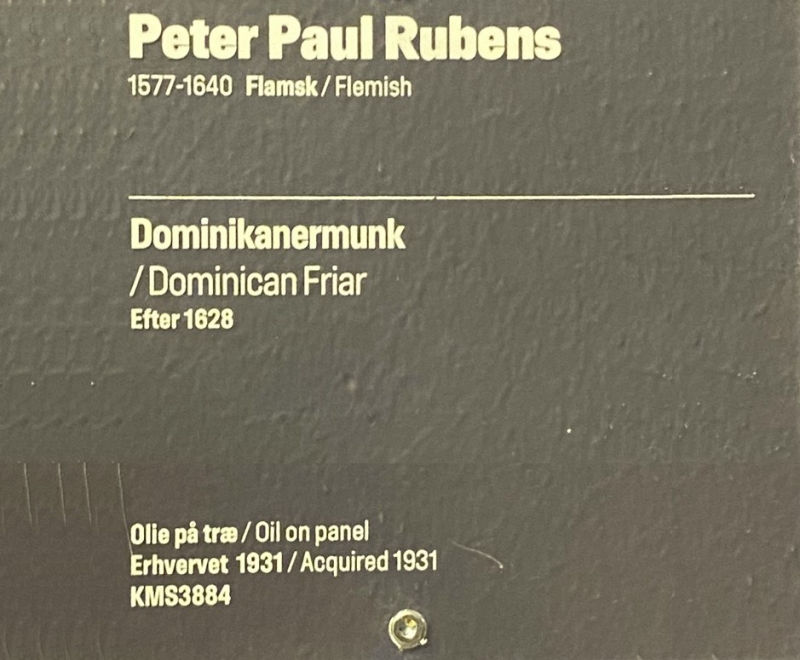 Peter Paul Rubens
1577-1640 Flamsk / Flemish
Dominikanermunk
/ Dominican Friar
Efter 1628
Olie på træ / Oil on panel
Erhvervet 1931 / Acquired 1931
KMS3884